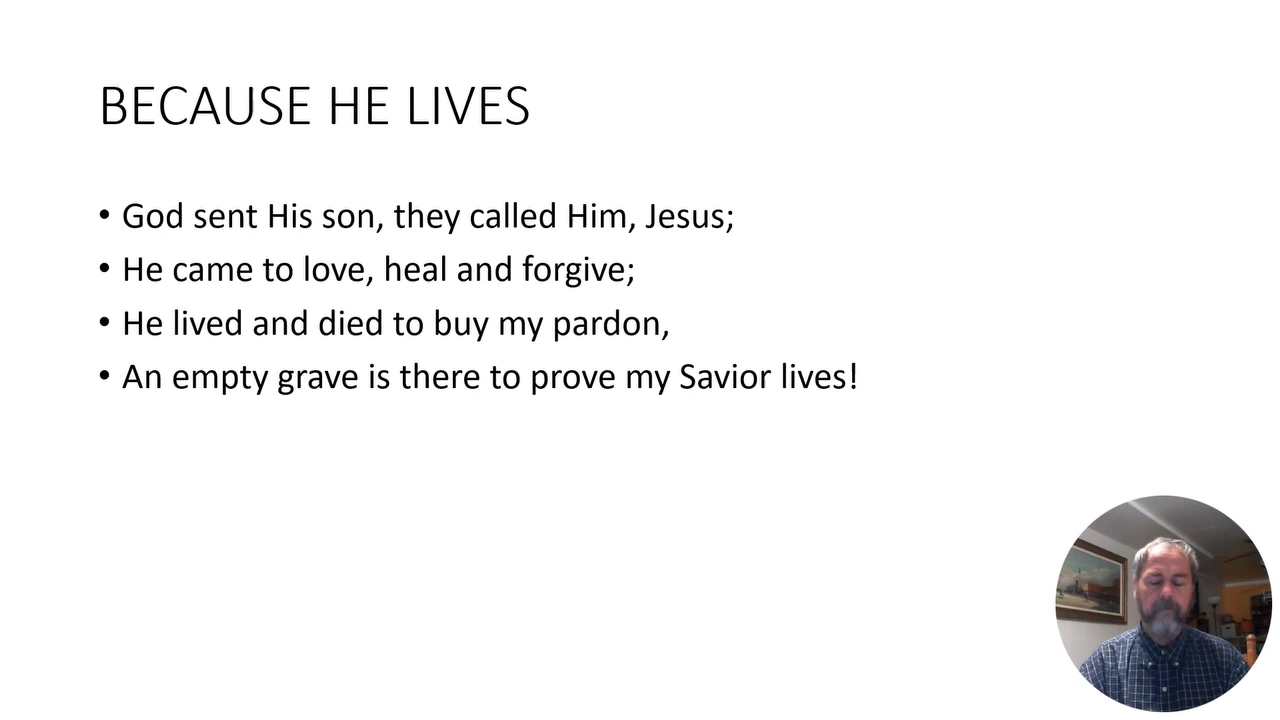 BECAUSE HE LIVES
• God sent His son, they called Him, Jesus;
• He came to love, heal and forgive;
• He lived and died to buy my pardon,
• An empty grave is there to prove my Savior lives!